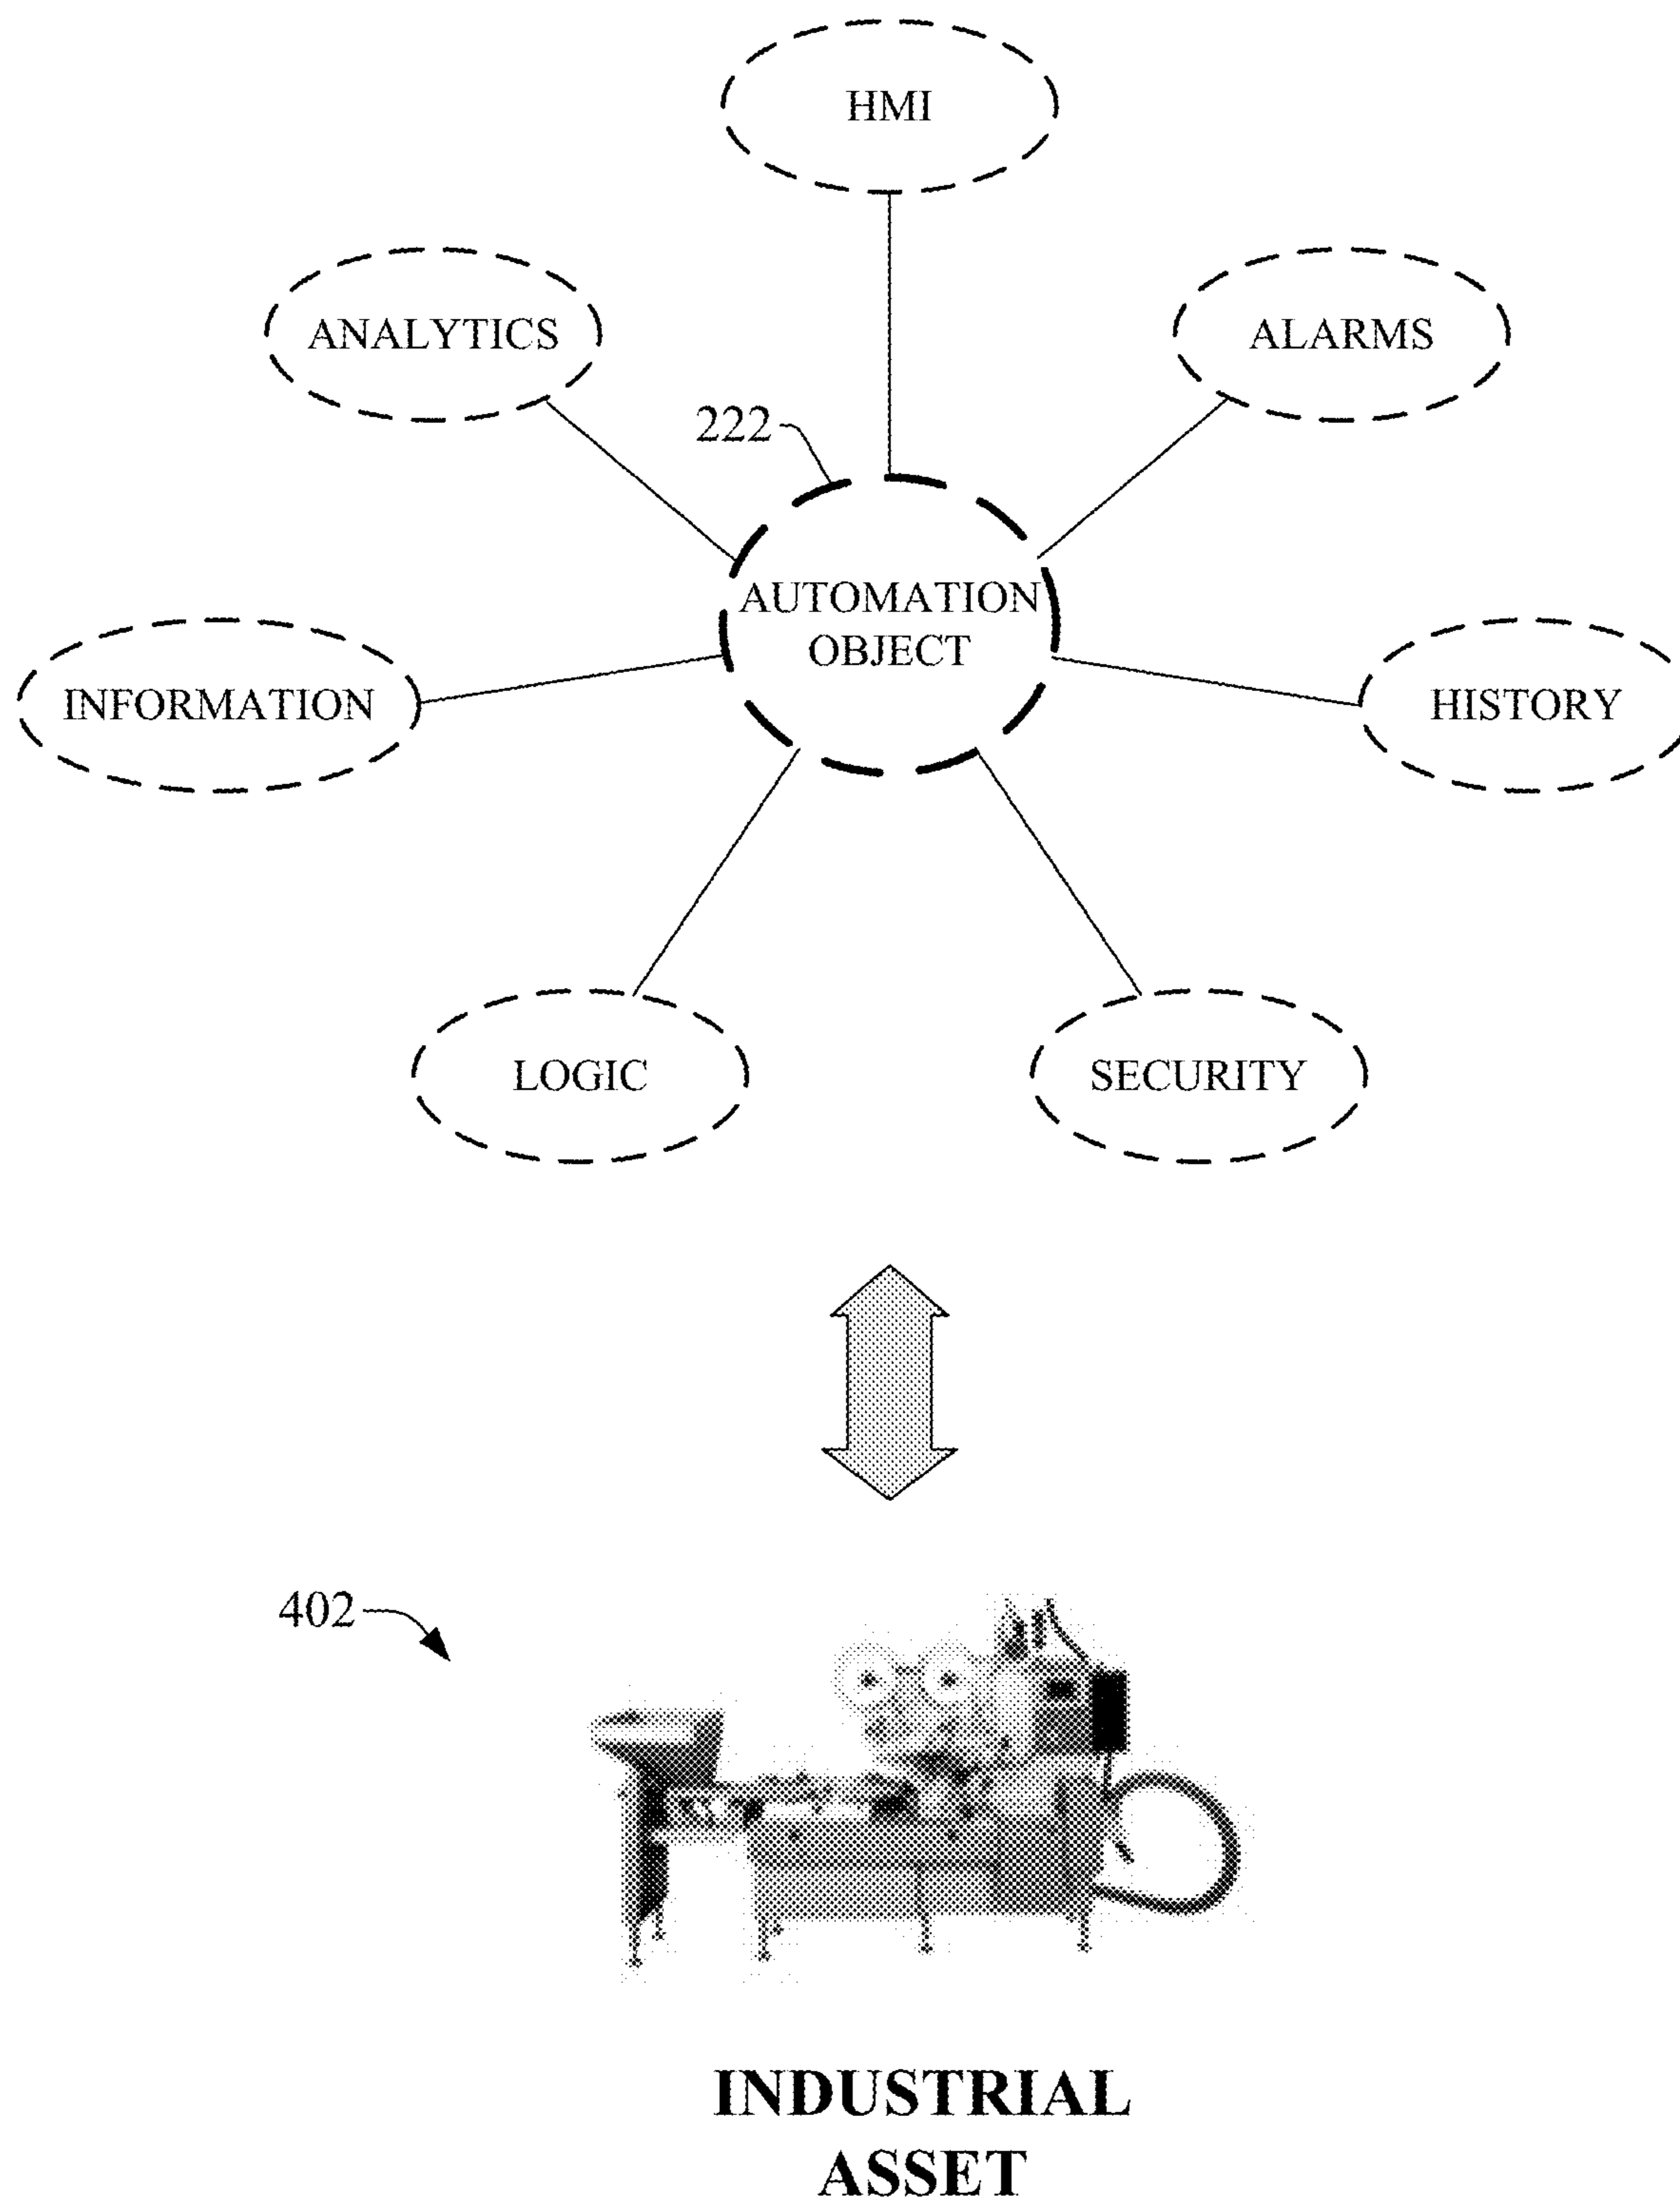 HMI
ANALYTICS
ALARMS
222
AUTOMATION
OBJECT
INFORMATION
HISTORY
LOGIC
SECURITY
402
INDUSTRIAL
ASSET